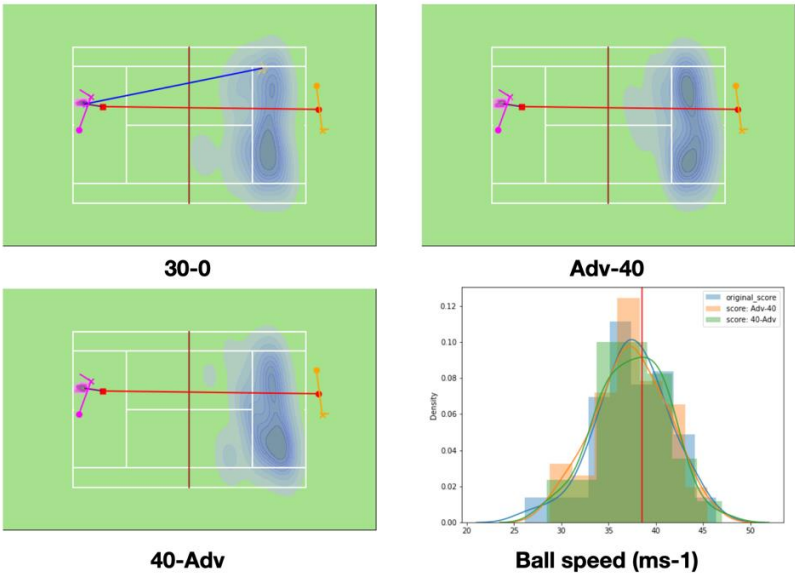 30-0
Adv-40
40-Adv
0.12
0.10
0.08
0.06
0.04
0.02
0.00
Density
original_score
score: Adv-40
score: 40-Adv
20 25 30 35 40 45 50
Ball speed (ms-1)